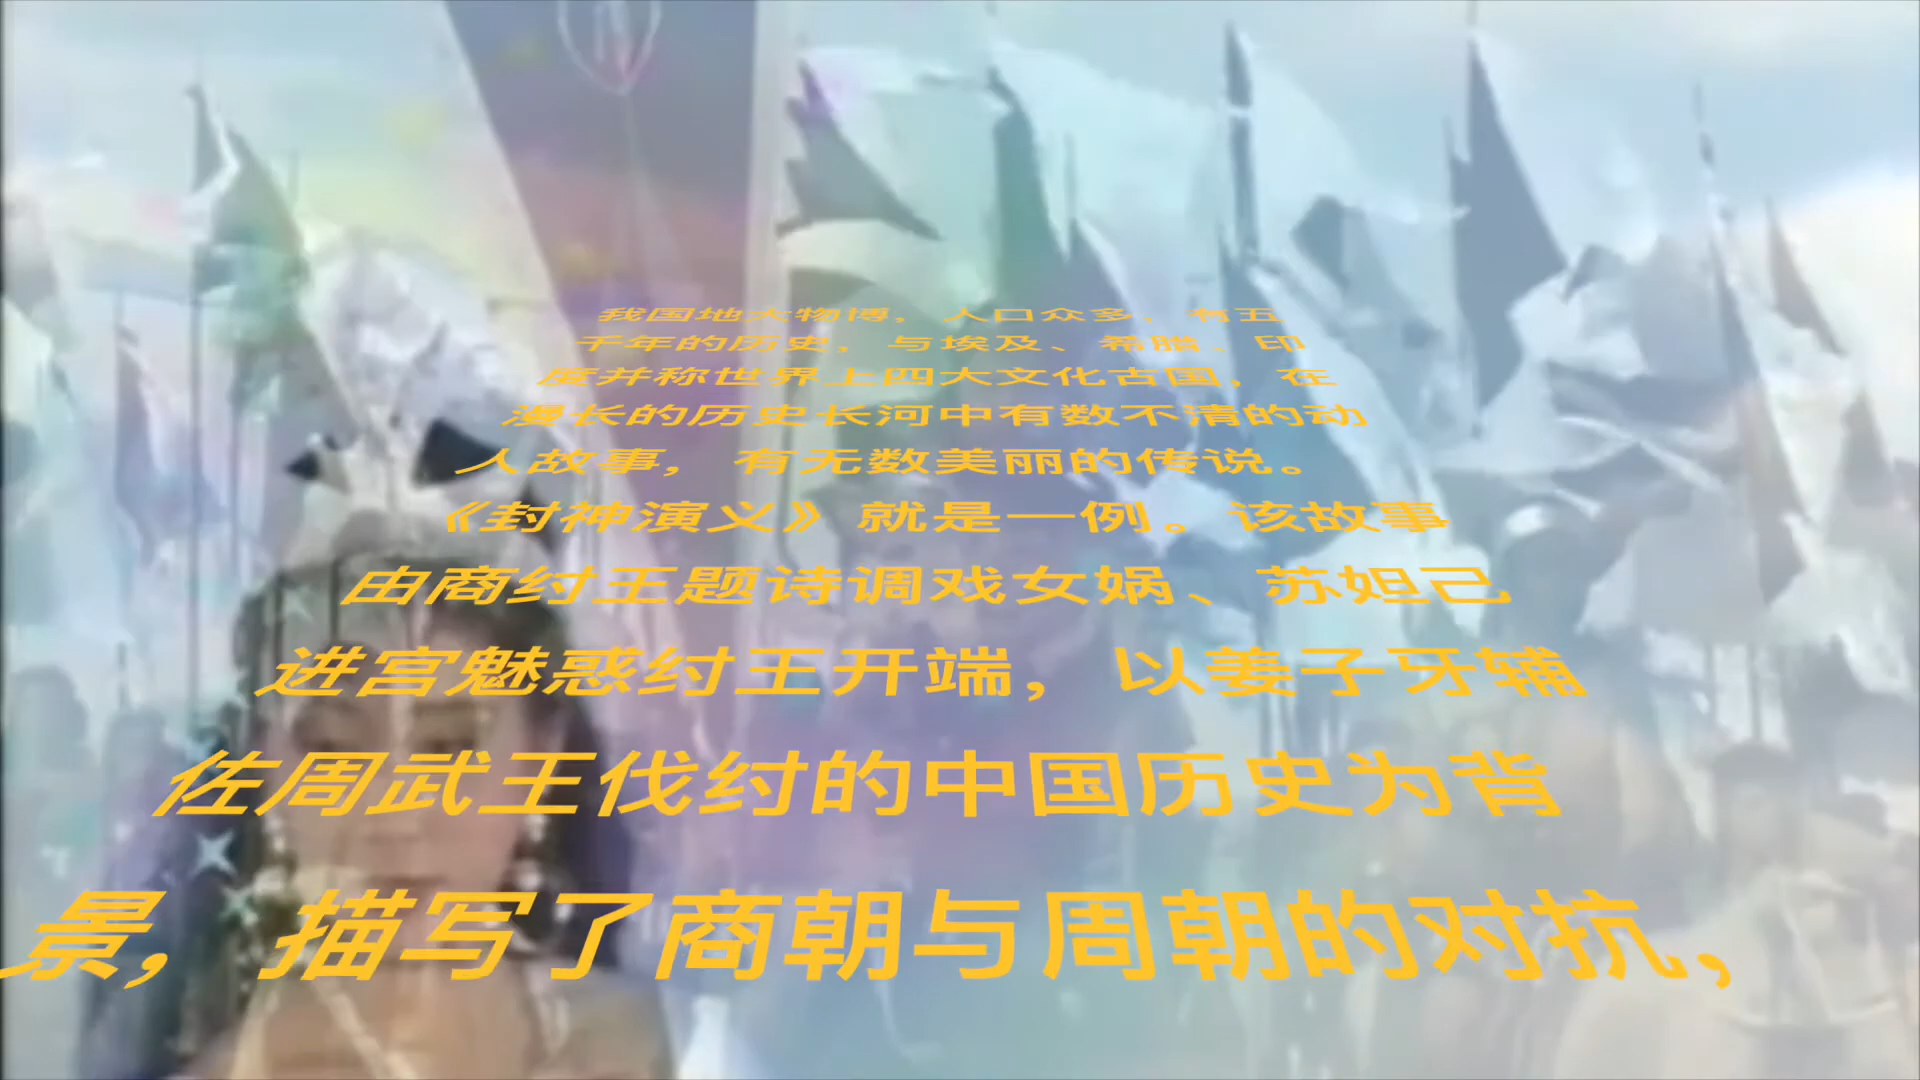 我国地大物博，人口众多，有五
千年的历史，与埃及、希腊、印
度并称世界上四大文化古国，在
漫长的历史长河中有数不清的动
人故事，有无数美丽的传说。
《封神演义》就是一例。该故事
由商纣王题诗调戏女娲、苏妲己
进宫魅惑纣王开端，以姜子牙辅
佐周武王伐纣的中国历史为背
景，描写了商朝与周朝的对抗，